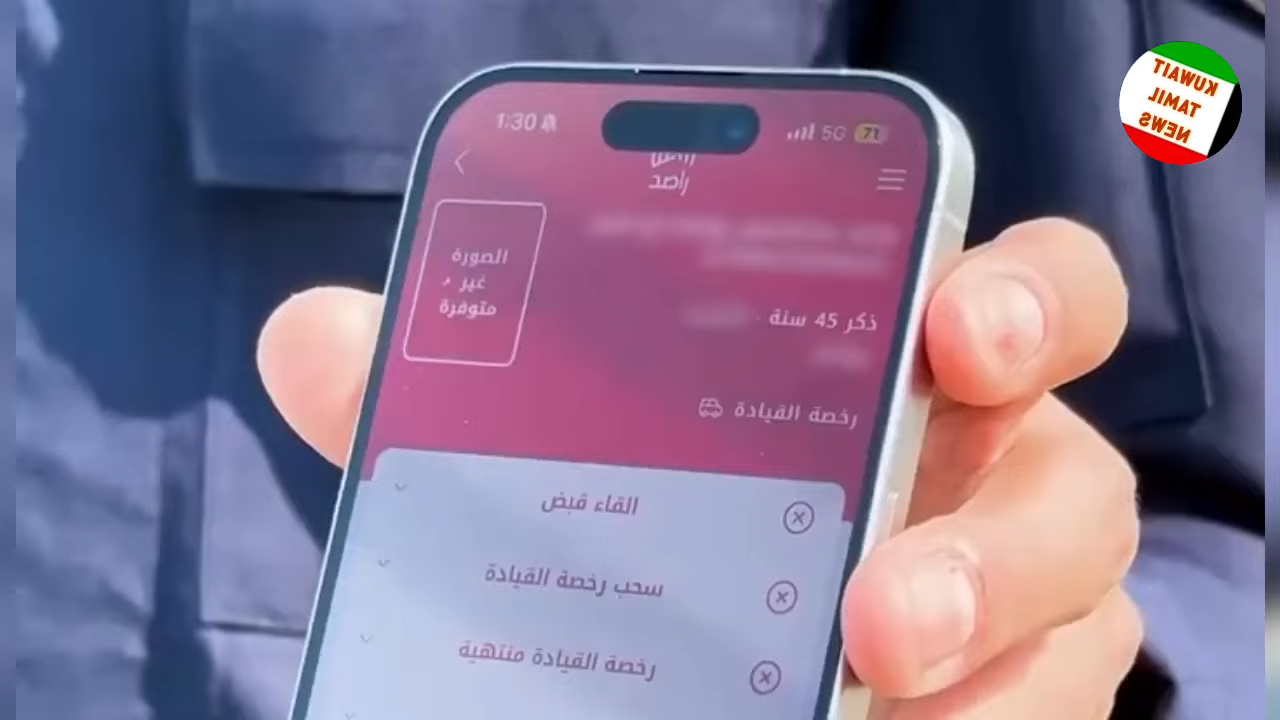 1:30
5G 71
راصد
الصورة
غير
متوفرة
ذكر 45 سنة
رخصة القيادة
القاء قبض
سحب رخصة القيادة
رخصة القيادة منتهية
KUWAIT
TAMIL
NEWS